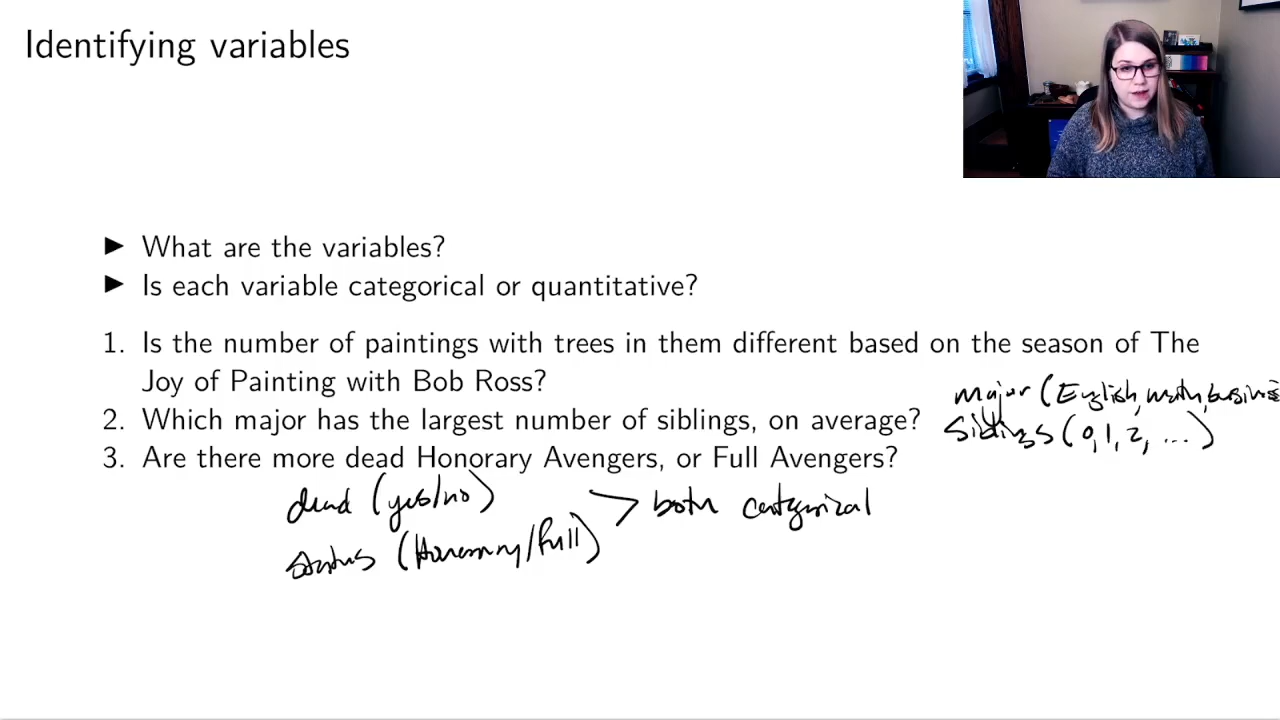 Identifying variables
▶ What are the variables?
▶ Is each variable categorical or quantitative?
1. Is the number of paintings with trees in them different based on the season of The
Joy of Painting with Bob Ross?
major (English, math, busines
2. Which major has the largest number of siblings, on average?
siblings (0, 1, 2, ...)
3. Are there more dead Honorary Avengers, or Full Avengers?
dead (yes/no)
> both categorical
status (Honorary/Full)